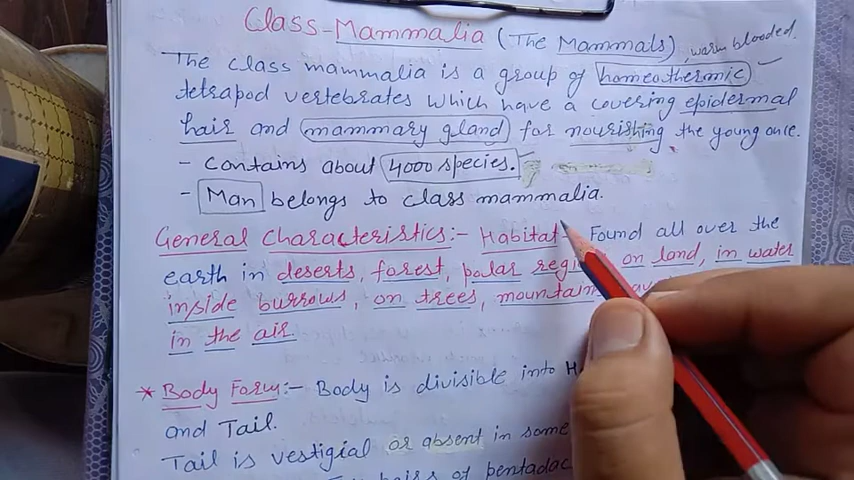 Class-Mammalia (The Mammals), warm blooded.
The class mammalia is a group of homeothermic
tetrapod vertebrates which have a covering epidermal
hair and mammary gland for nourishing the young once.
- Contains about 4000 species.
- Man belongs to class mammalia.
General Characteristics:- Habitat- Found all over the
earth in deserts, forest, polar on land, in water
inside burrows, on trees,
in the air
* Body Form:- Body is divisible into
and Tail.
Tail is vestigial or absent in some
pairs of